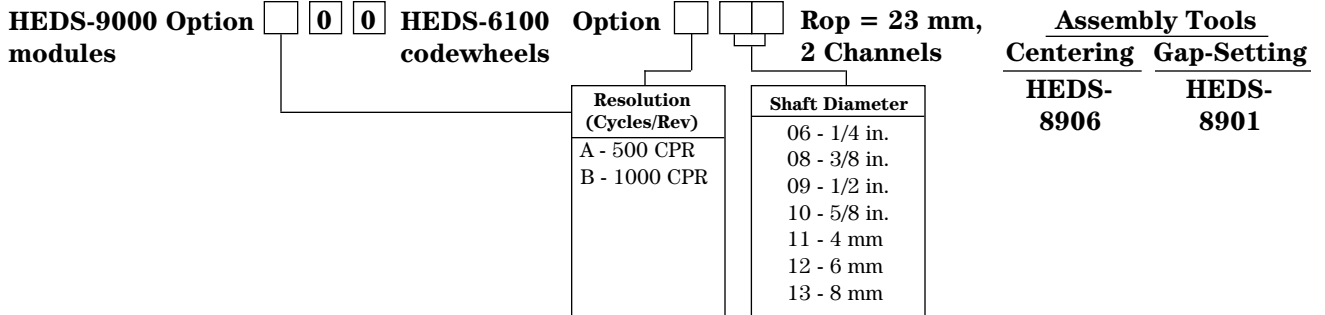 HEDS-9000 Option 0 0 HEDS-6100 Option Rop = 23 mm, Assembly Tools
modules codewheels 2 Channels Centering Gap-Setting
HEDS- HEDS-
8906 8901
Resolution
(Cycles/Rev)
A - 500 CPR
B - 1000 CPR
Shaft Diameter
06 - 1/4 in.
08 - 3/8 in.
09 - 1/2 in.
10 - 5/8 in.
11 - 4 mm
12 - 6 mm
13 - 8 mm